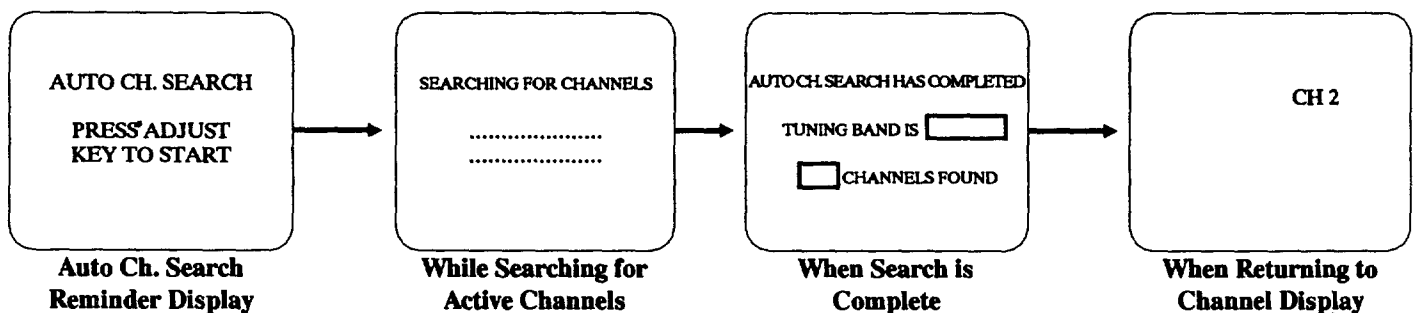 AUTO CH. SEARCH
PRESS ADJUST
KEY TO START
Auto Ch. Search
Reminder Display
SEARCHING FOR CHANNELS
........................
........................
While Searching for
Active Channels
AUTO CH. SEARCH HAS COMPLETED
TUNING BAND IS
CHANNELS FOUND
When Search is
Complete
CH 2
When Returning to
Channel Display